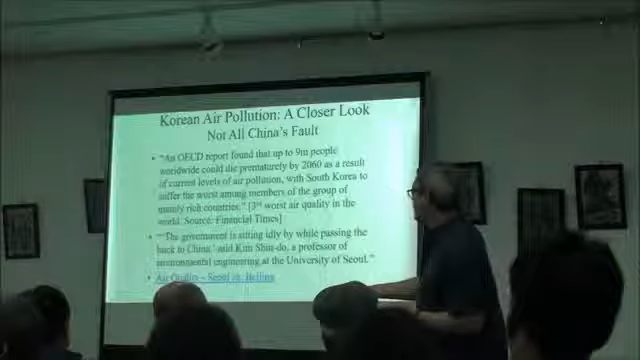 Korean Air Pollution: A Closer Look
Not All China's Fault
• "An OECD report found that up to 9m people
worldwide could die prematurely by 2060 as a result
of current levels of air pollution, with South Korea to
suffer the worst among members of the group of
mainly rich countries." [3rd worst air quality in the
world. Source: Financial Times]
• "'The government is sitting idly by while passing the
buck to China,' said Kim Shin-do, a professor of
environmental engineering at the University of Seoul."
• Air Quality – Seoul vs. Beijing